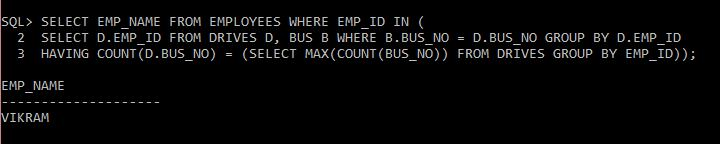 SQL> SELECT EMP_NAME FROM EMPLOYEES WHERE EMP_ID IN (
2 SELECT D.EMP_ID FROM DRIVES D, BUS B WHERE B.BUS_NO = D.BUS_NO GROUP BY D.EMP_ID
3 HAVING COUNT(D.BUS_NO) = (SELECT MAX(COUNT(BUS_NO)) FROM DRIVES GROUP BY EMP_ID));
EMP_NAME
--------------------
VIKRAM